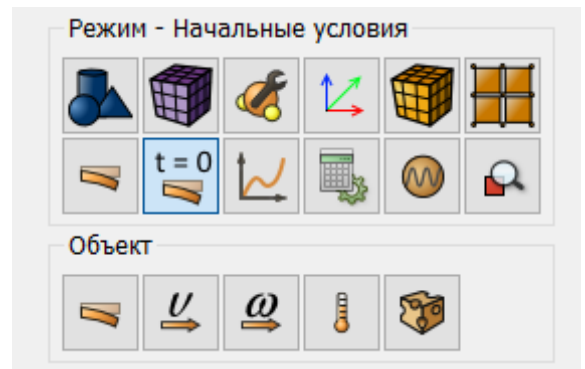 Режим - Начальные условия
t = 0
Объект
υ
ω